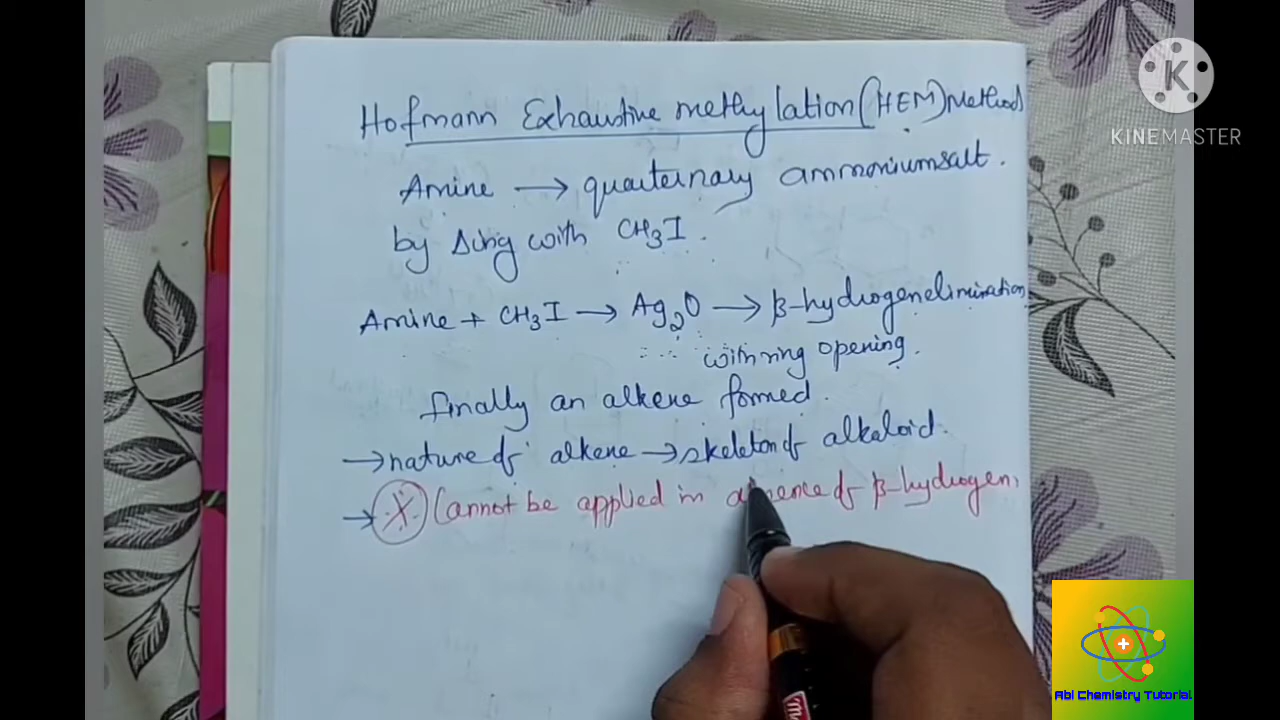 Hofmann Exhaustive methylation (HEM) Method
Amine → quarternary ammonium salt.
by Δing with CH3I.
Amine + CH3I → Ag2O → β-hydrogen elimination
with ring opening.
finally an alkene formed.
→ nature of alkene → skeleton of alkaloid.
→ * Cannot be applied in absence of β-hydrogen,
KINEMASTER
Abi Chemistry Tutorial